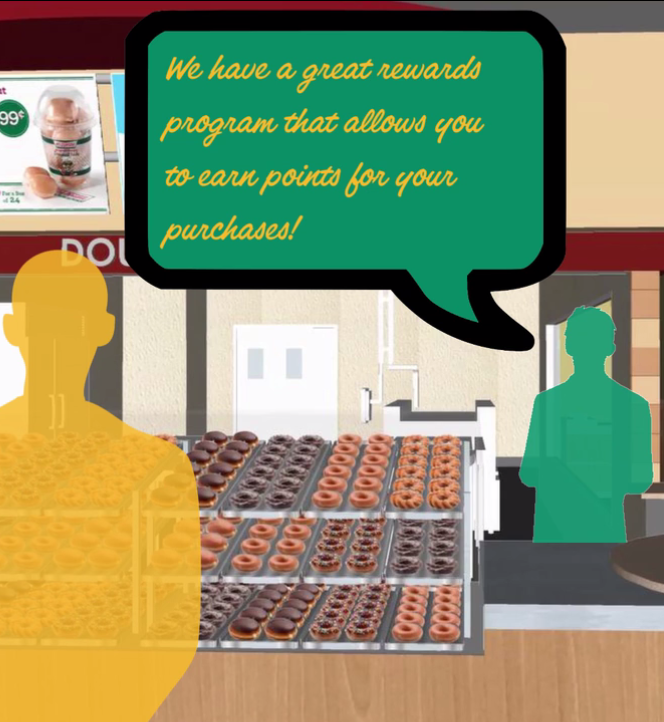 We have a great rewards
program that allows you
to earn points for your
purchases!
99¢
DOU